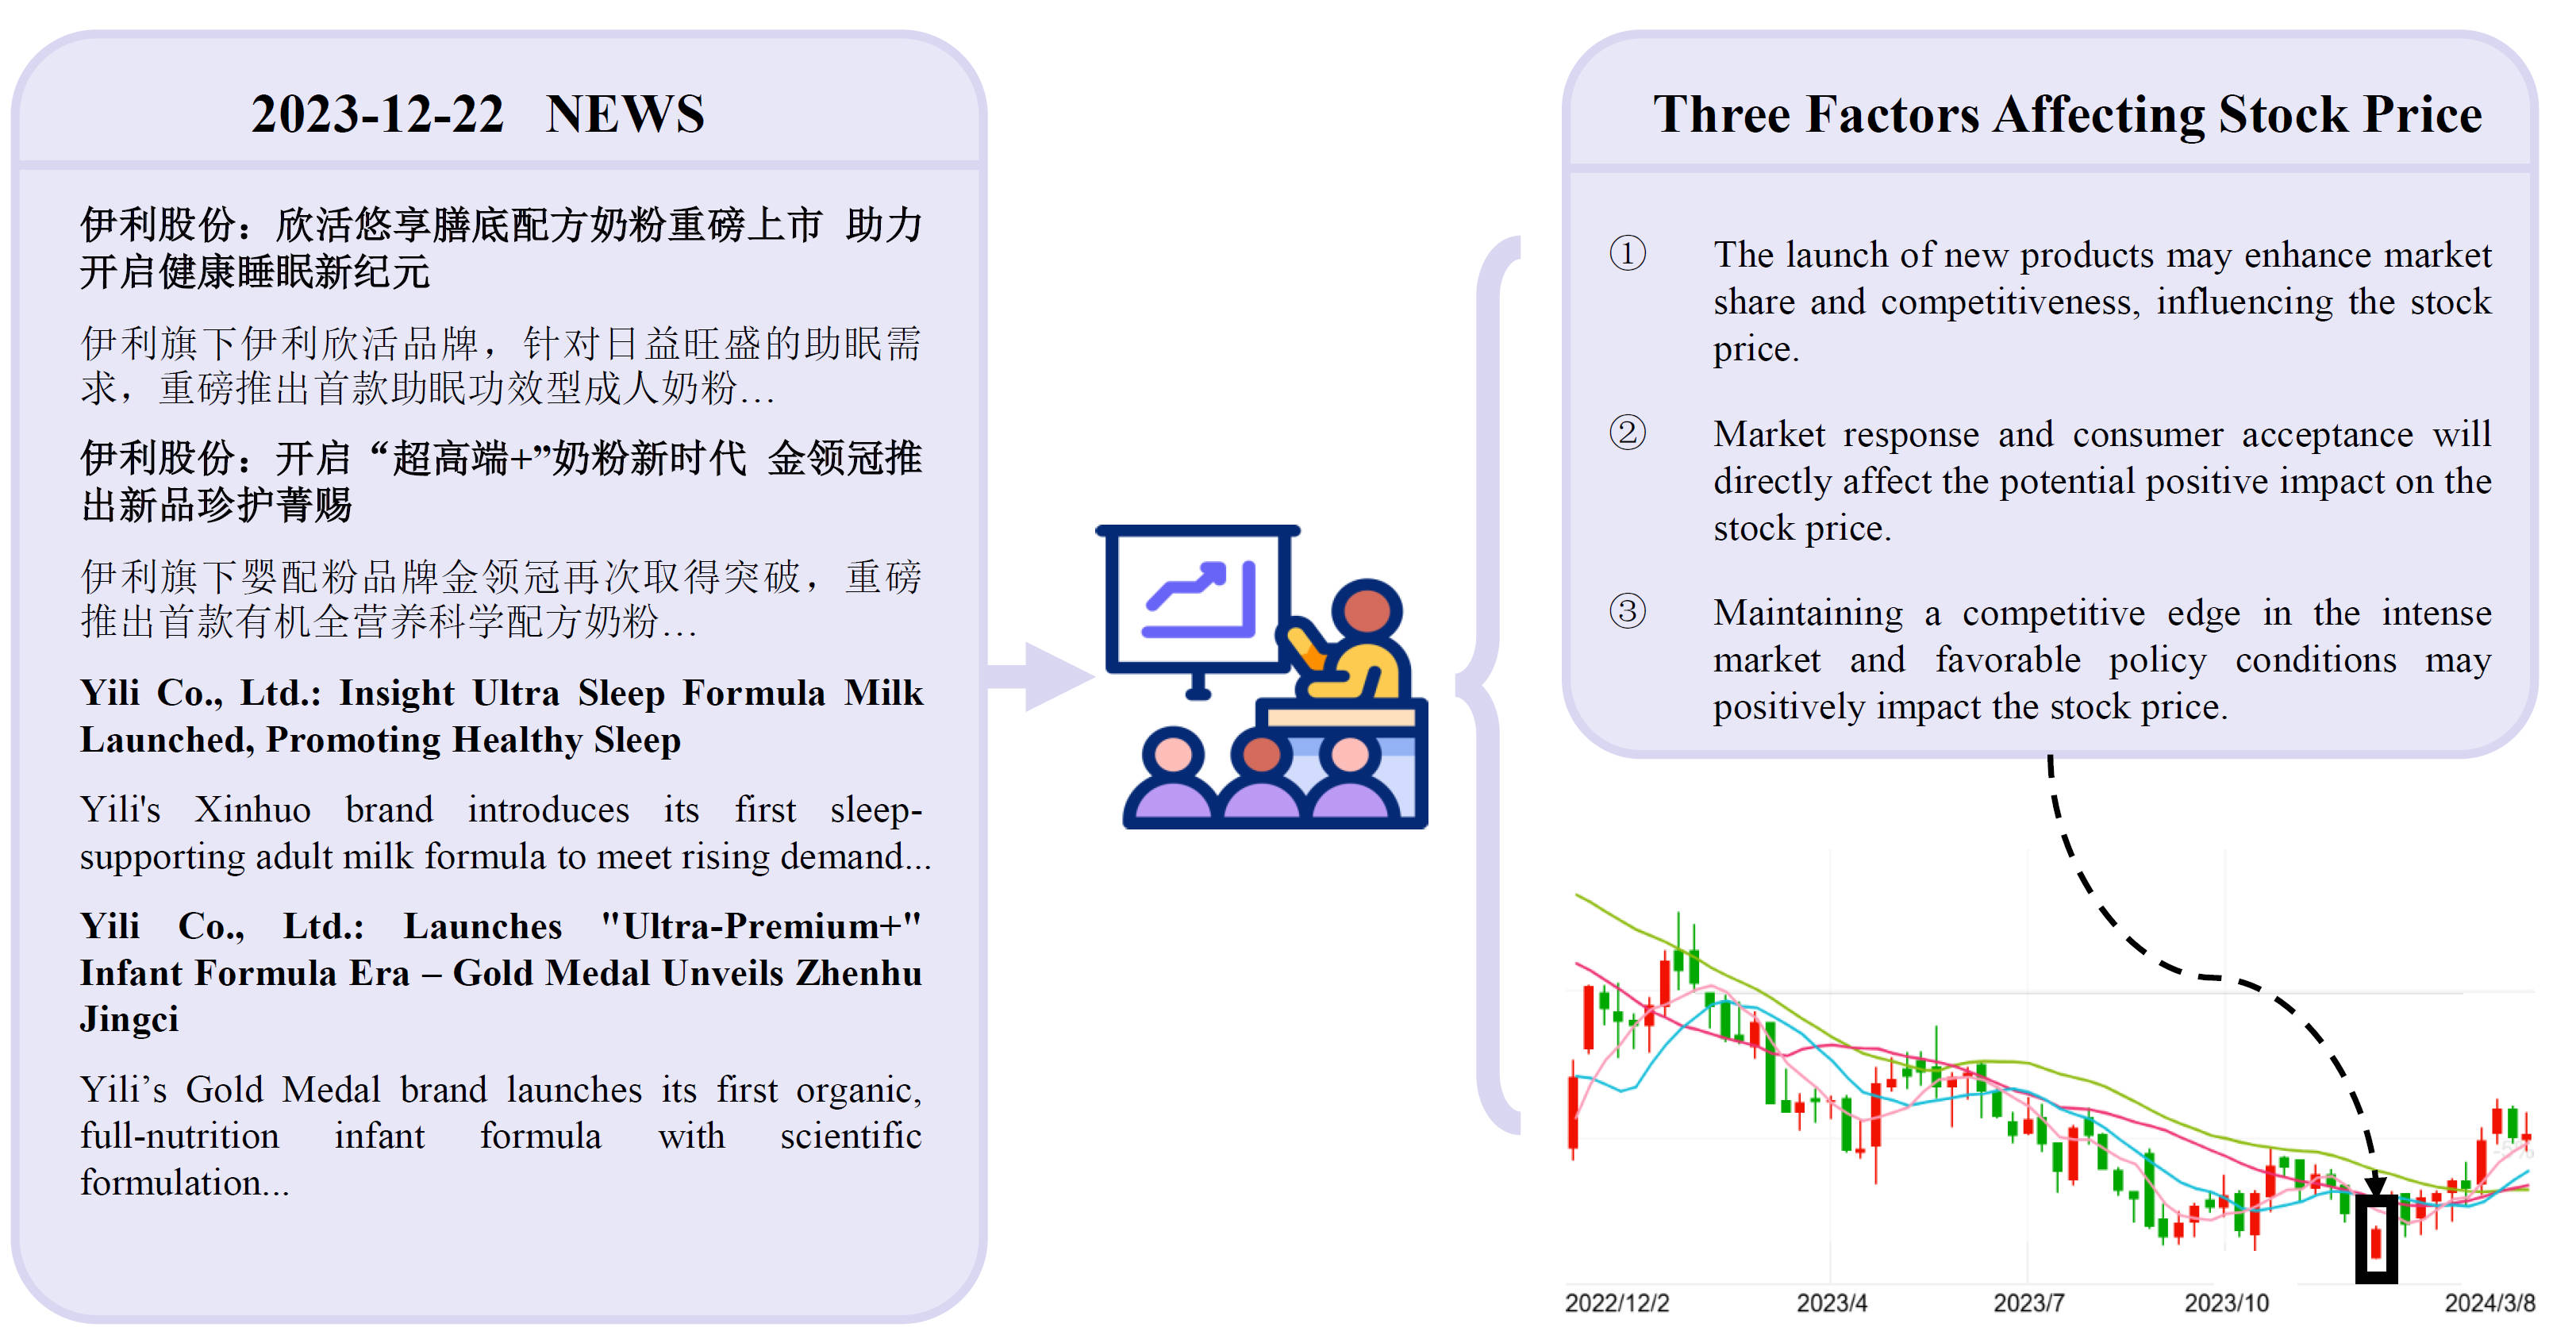 2023-12-22 NEWS
伊利股份：欣活悠享膳底配方奶粉重磅上市 助力
开启健康睡眠新纪元
伊利旗下伊利欣活品牌，针对日益旺盛的助眠需
求，重磅推出首款助眠功效型成人奶粉…
伊利股份：开启“超高端+”奶粉新时代 金领冠推
出新品珍护菁赐
伊利旗下婴配粉品牌金领冠再次取得突破，重磅
推出首款有机全营养科学配方奶粉…
Yili Co., Ltd.: Insight Ultra Sleep Formula Milk
Launched, Promoting Healthy Sleep
Yili's Xinhuo brand introduces its first sleep-
supporting adult milk formula to meet rising demand...
Yili Co., Ltd.: Launches "Ultra-Premium+"
Infant Formula Era – Gold Medal Unveils Zhenhu
Jingci
Yili’s Gold Medal brand launches its first organic,
full-nutrition infant formula with scientific
formulation...
Three Factors Affecting Stock Price
① The launch of new products may enhance market
share and competitiveness, influencing the stock
price.
② Market response and consumer acceptance will
directly affect the potential positive impact on the
stock price.
③ Maintaining a competitive edge in the intense
market and favorable policy conditions may
positively impact the stock price.
2022/12/2 2023/4 2023/7 2023/10 2024/3/8